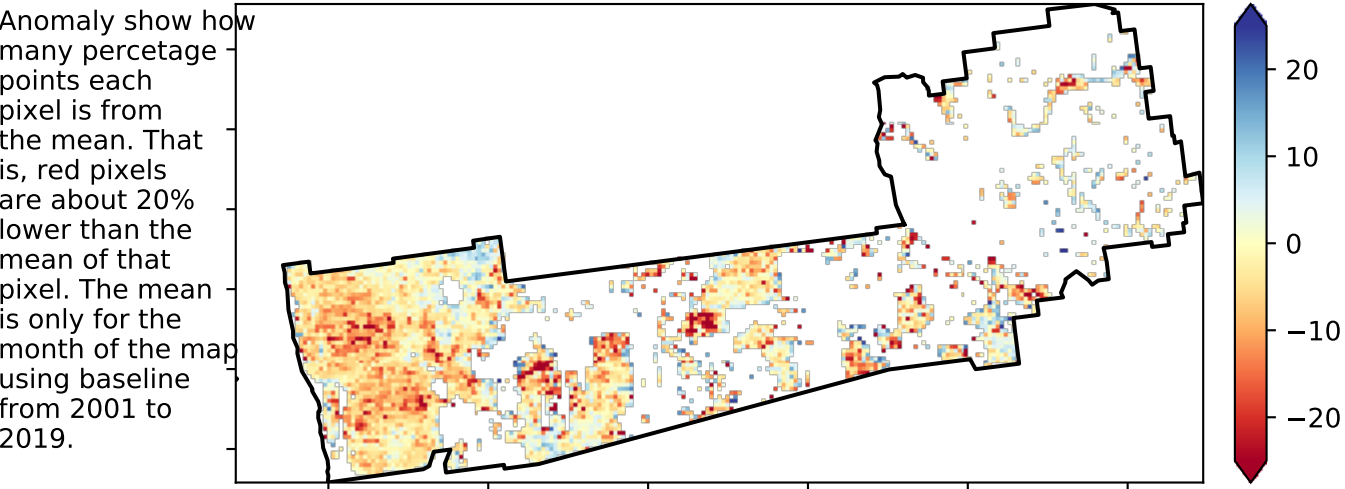 Anomaly show how
many percetage
points each
pixel is from
the mean. That
is, red pixels
are about 20%
lower than the
mean of that
pixel. The mean
is only for the
month of the map
using baseline
from 2001 to
2019.
20
10
0
−10
−20